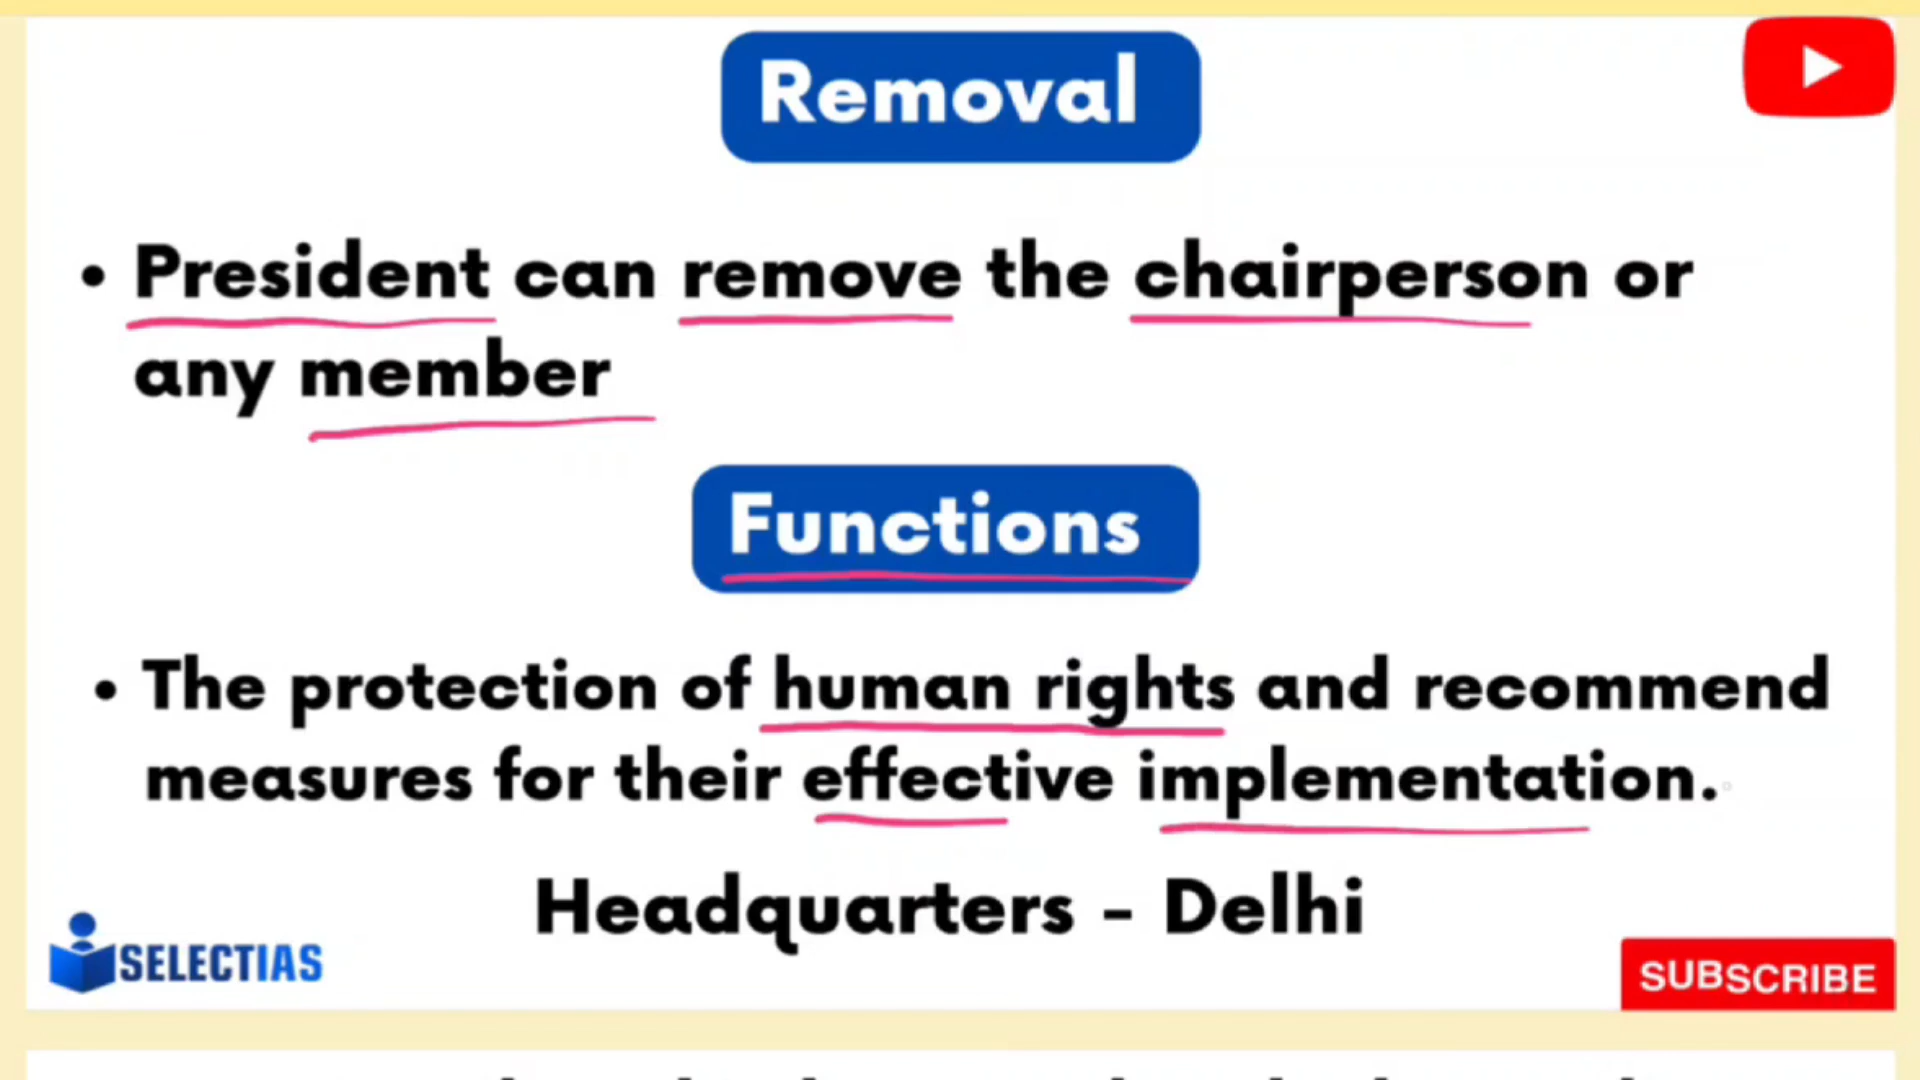 Removal
• President can remove the chairperson or
any member
Functions
• The protection of human rights and recommend
measures for their effective implementation.
Headquarters - Delhi
SELECTIAS
SUBSCRIBE